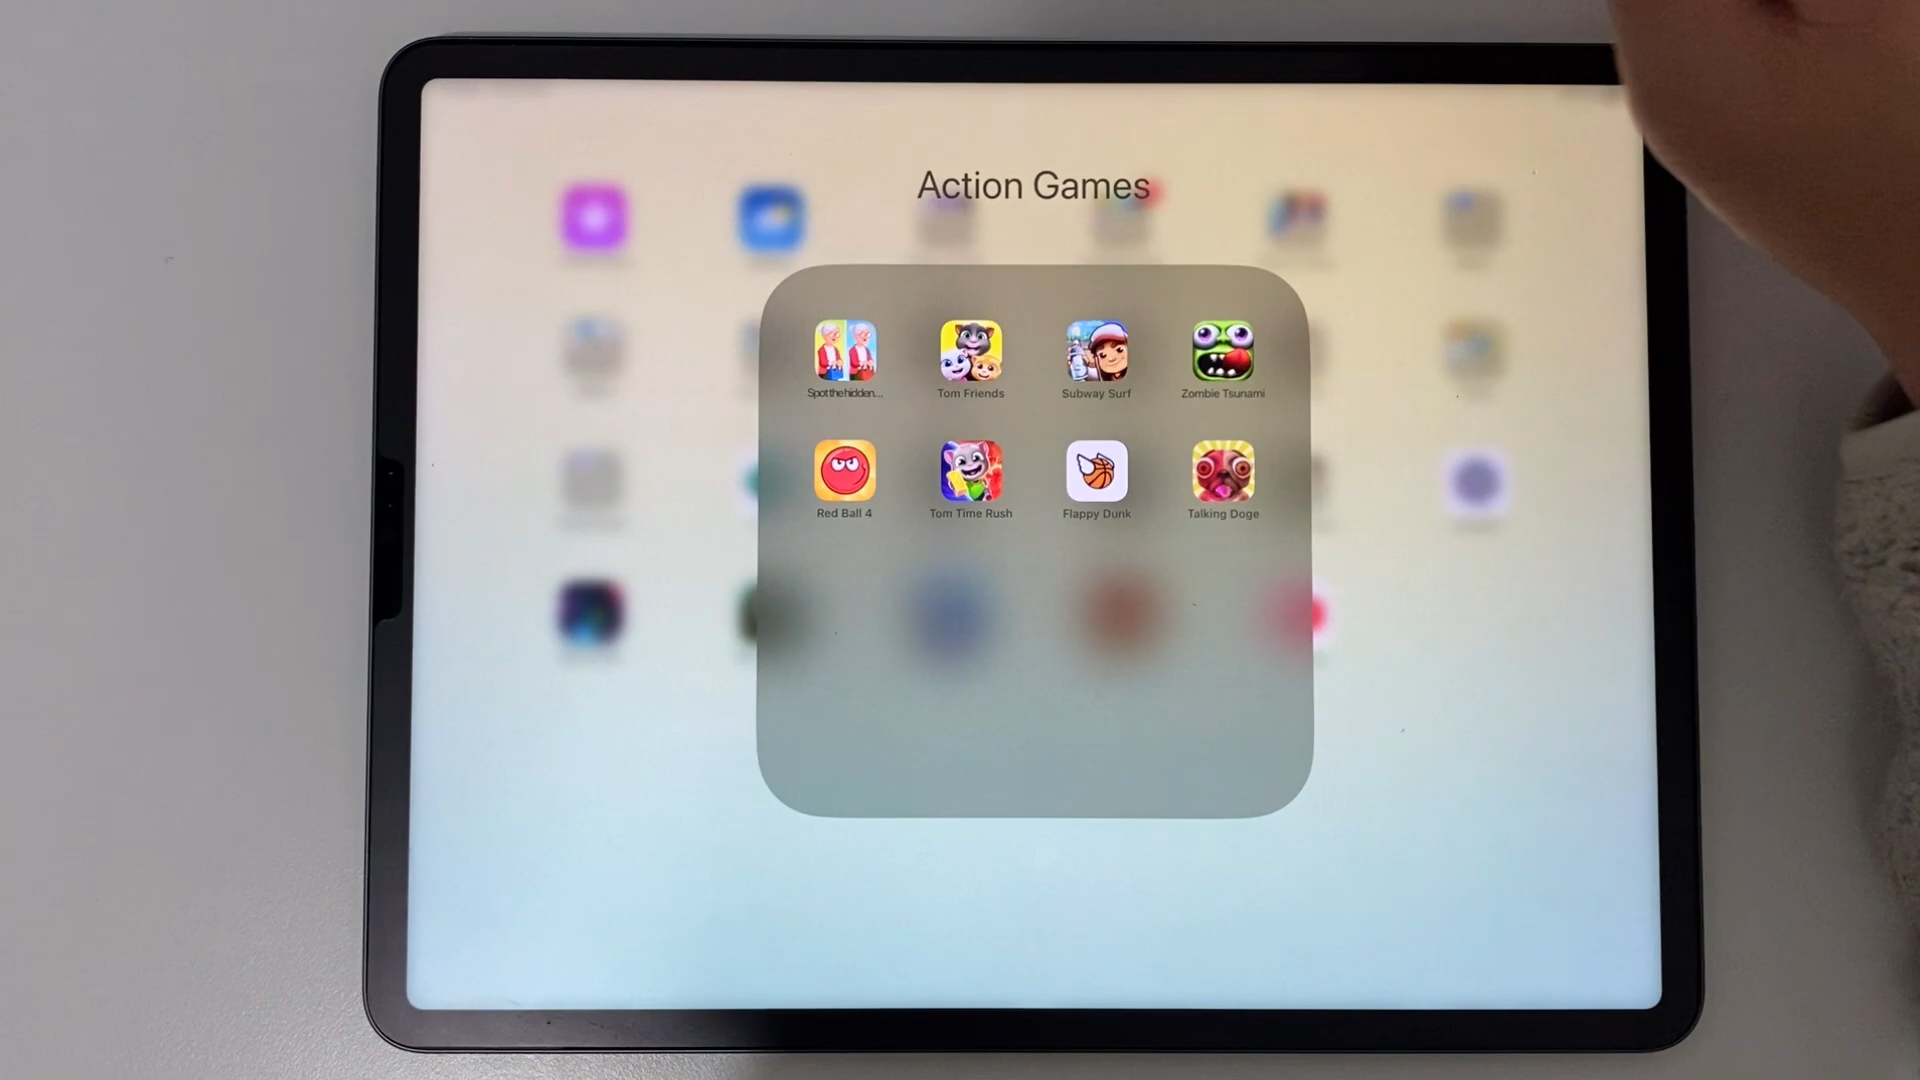 Action Games
Spot the hidden...
Tom Friends
Subway Surf
Zombie Tsunami
Red Ball 4
Tom Time Rush
Flappy Dunk
Talking Doge